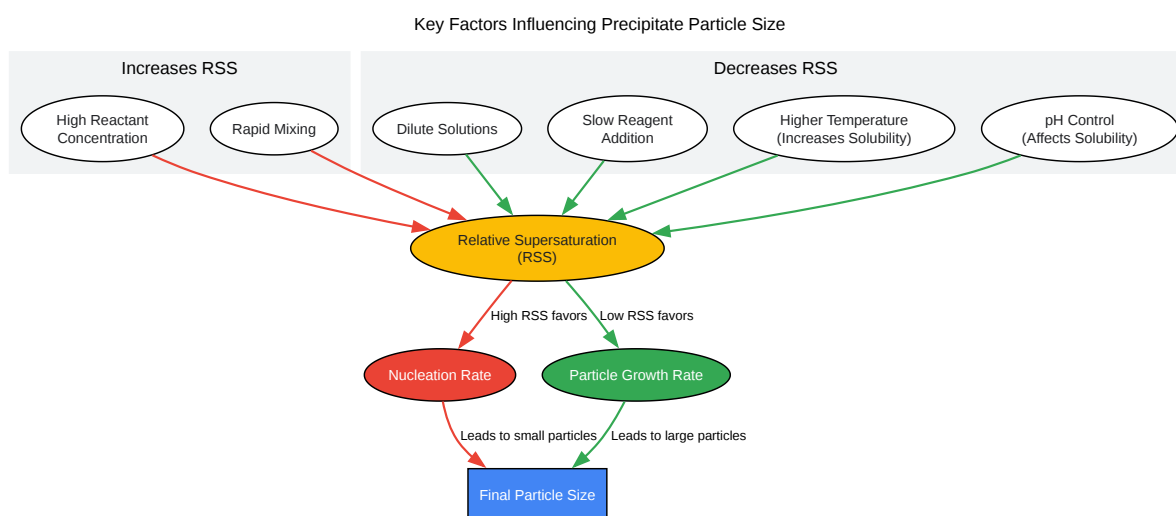 Key Factors Influencing Precipitate Particle Size
Increases RSS
Decreases RSS
High Reactant
Concentration
Rapid Mixing
Dilute Solutions
Slow Reagent
Addition
Higher Temperature
(Increases Solubility)
pH Control
(Affects Solubility)
Relative Supersaturation
(RSS)
High RSS favors
Low RSS favors
Nucleation Rate
Particle Growth Rate
Leads to small particles
Leads to large particles
Final Particle Size